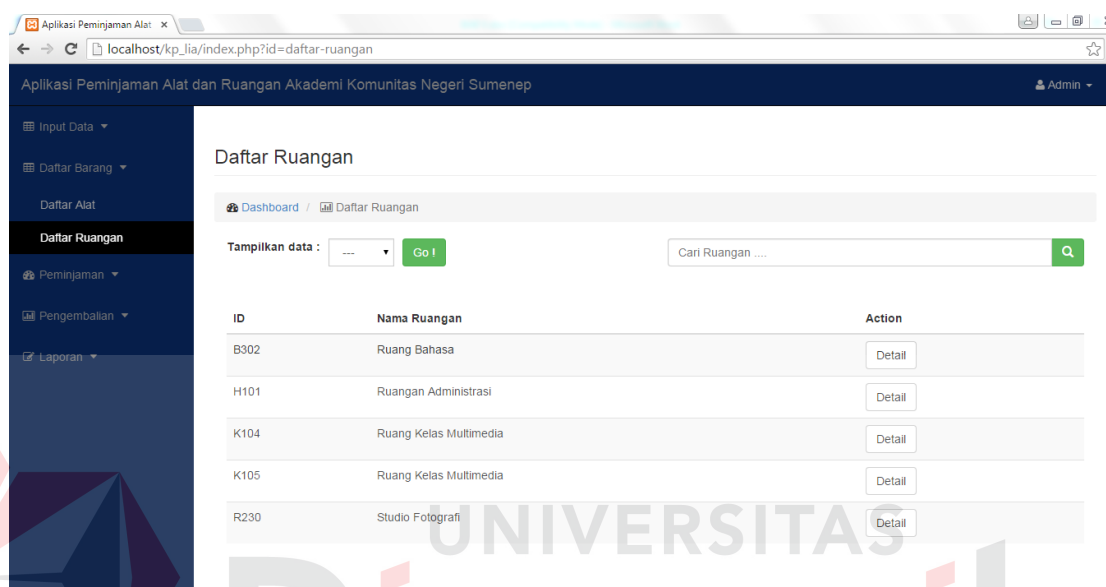 Aplikasi Peminjaman Alat
localhost/kp_lia/index.php?id=daftar-ruangan
Aplikasi Peminjaman Alat dan Ruangan Akademi Komunitas Negeri Sumenep
Admin
Input Data
Daftar Barang
Daftar Alat
Daftar Ruangan
Peminjaman
Pengembalian
Laporan
Daftar Ruangan
Dashboard / Daftar Ruangan
Tampilkan data : --- Go ! Cari Ruangan ....
ID Nama Ruangan Action
B302 Ruang Bahasa Detail
H101 Ruangan Administrasi Detail
K104 Ruang Kelas Multimedia Detail
K105 Ruang Kelas Multimedia Detail
R230 Studio Fotografi Detail
UNIVERSITAS